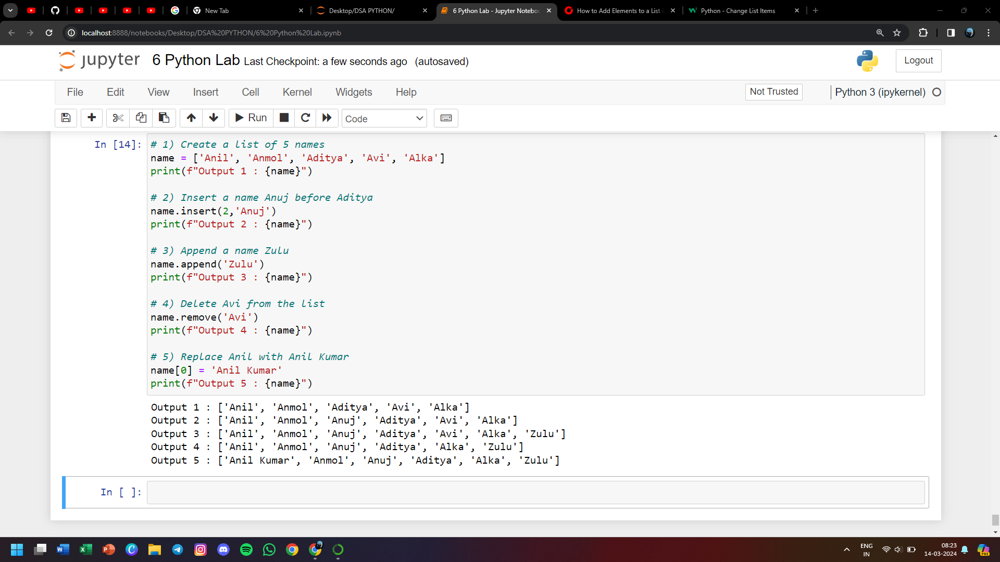 New Tab
Desktop/DSA PYTHON/
6 Python Lab - Jupyter Notebo
How to Add Elements to a List i
Python - Change List Items
localhost:8888/notebooks/Desktop/DSA%20PYTHON/6%20Python%20Lab.ipynb
jupyter 6 Python Lab Last Checkpoint: a few seconds ago (autosaved)
Logout
File Edit View Insert Cell Kernel Widgets Help
Not Trusted
Python 3 (ipykernel)
Run
Code
In [14]:
# 1) Create a list of 5 names
name = ['Anil', 'Anmol', 'Aditya', 'Avi', 'Alka']
print(f"Output 1 : {name}")
# 2) Insert a name Anuj before Aditya
name.insert(2,'Anuj')
print(f"Output 2 : {name}")
# 3) Append a name Zulu
name.append('Zulu')
print(f"Output 3 : {name}")
# 4) Delete Avi from the list
name.remove('Avi')
print(f"Output 4 : {name}")
# 5) Replace Anil with Anil Kumar
name[0] = 'Anil Kumar'
print(f"Output 5 : {name}")
Output 1 : ['Anil', 'Anmol', 'Aditya', 'Avi', 'Alka']
Output 2 : ['Anil', 'Anmol', 'Anuj', 'Aditya', 'Avi', 'Alka']
Output 3 : ['Anil', 'Anmol', 'Anuj', 'Aditya', 'Avi', 'Alka', 'Zulu']
Output 4 : ['Anil', 'Anmol', 'Anuj', 'Aditya', 'Alka', 'Zulu']
Output 5 : ['Anil Kumar', 'Anmol', 'Anuj', 'Aditya', 'Alka', 'Zulu']
In [ ]:
ENG
IN
08:23
14-03-2024
PRE